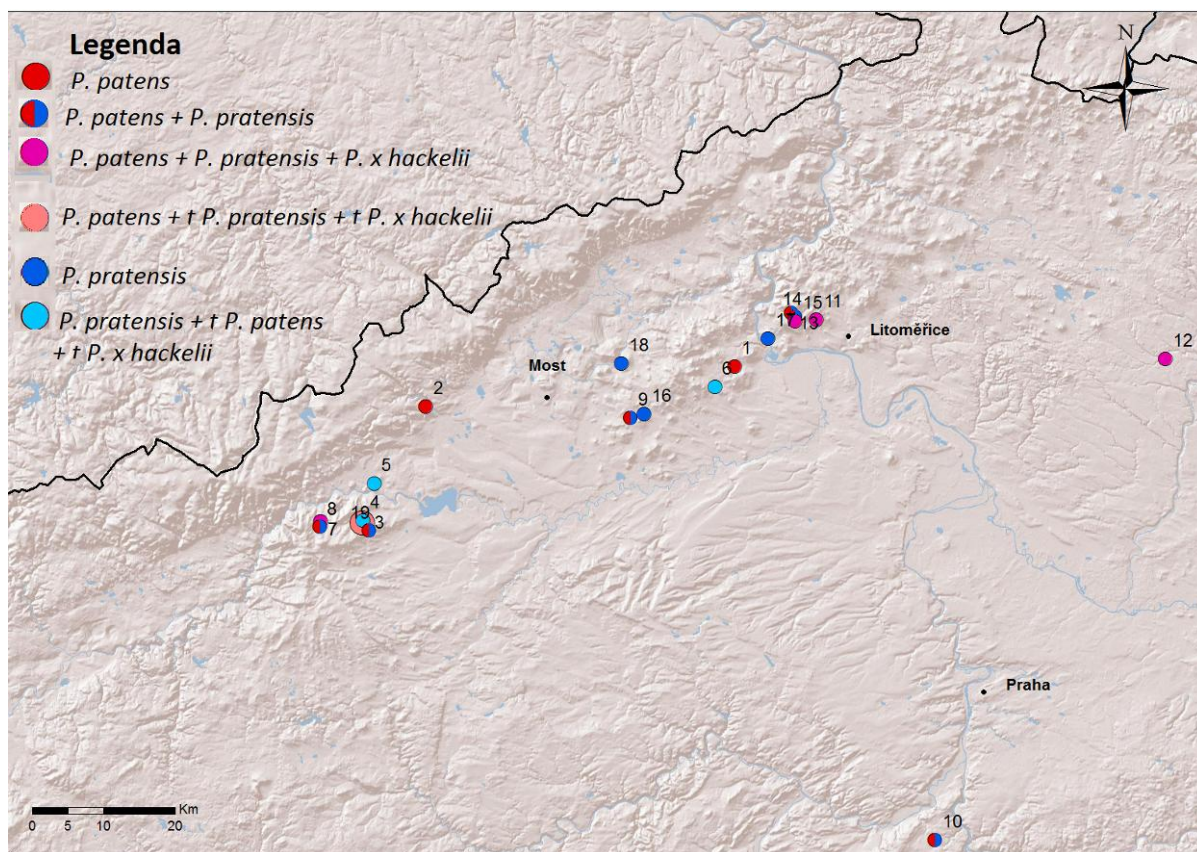 Legenda
P. patens
P. patens + P. pratensis
P. patens + P. pratensis + P. x hackelii
P. patens + † P. pratensis + † P. x hackelii
P. pratensis
P. pratensis + † P. patens
+ † P. x hackelii
N
14 15 11
17 13
Litoměřice
12
18
1
Most
6
2
9 16
5
8
19 4
7
3
Praha
Km
0 5 10 20
10